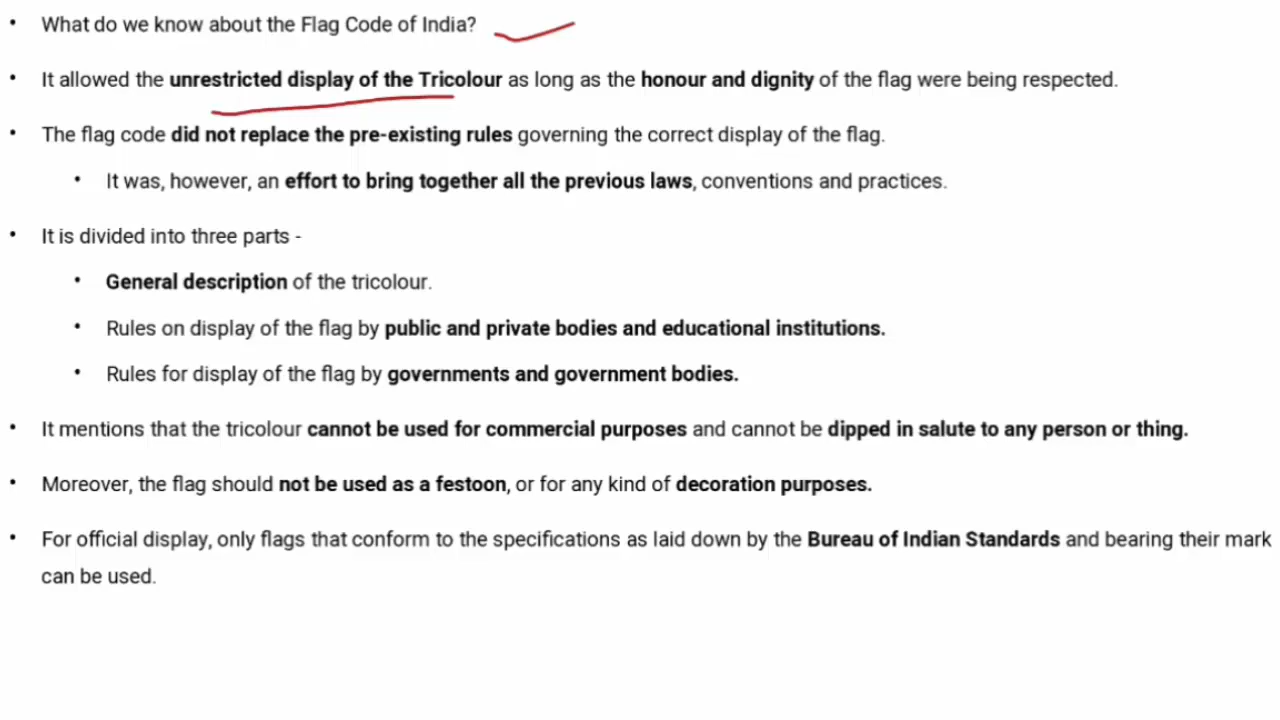 • What do we know about the Flag Code of India?
• It allowed the unrestricted display of the Tricolour as long as the honour and dignity of the flag were being respected.
• The flag code did not replace the pre-existing rules governing the correct display of the flag.
• It was, however, an effort to bring together all the previous laws, conventions and practices.
• It is divided into three parts -
• General description of the tricolour.
• Rules on display of the flag by public and private bodies and educational institutions.
• Rules for display of the flag by governments and government bodies.
• It mentions that the tricolour cannot be used for commercial purposes and cannot be dipped in salute to any person or thing.
• Moreover, the flag should not be used as a festoon, or for any kind of decoration purposes.
• For official display, only flags that conform to the specifications as laid down by the Bureau of Indian Standards and bearing their mark
can be used.